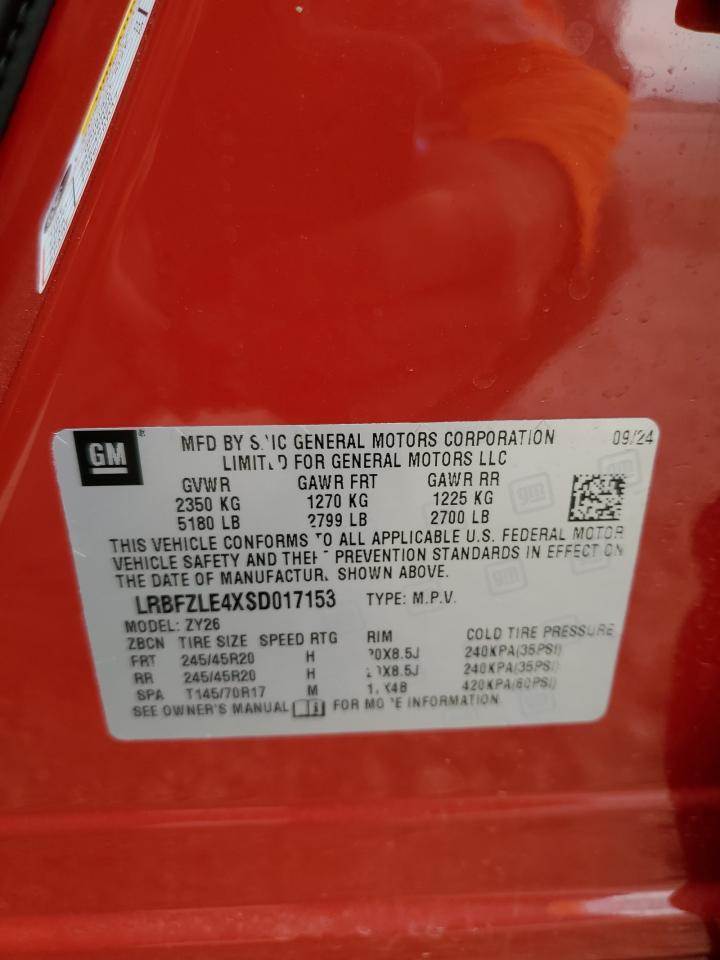 GM
MFD BY GENERAL MOTORS CORPORATION 09/24
FOR GENERAL MOTORS LLC
GVWR GAWR FRT GAWR RR
2350 KG 1270 KG 1225 KG
5180 LB 2799 LB 2700 LB
THIS VEHICLE CONFORMS TO ALL APPLICABLE U.S. FEDERAL MOTOR
VEHICLE SAFETY AND THEFT PREVENTION STANDARDS IN EFFECT ON
THE DATE OF MANUFACTURE SHOWN ABOVE.
LRBFZLE4XSD017153 TYPE: M.P.V.
MODEL: ZY26
ZBCN TIRE SIZE SPEED RTG RIM COLD TIRE PRESSURE
FRT 245/45R20 H 20X8.5J 240KPA(35PSI)
RR 245/45R20 H 20X8.5J 240KPA(35PSI)
SPA T145/70R17 M 420KPA(60PSI)
SEE OWNER'S MANUAL FOR MORE INFORMATION